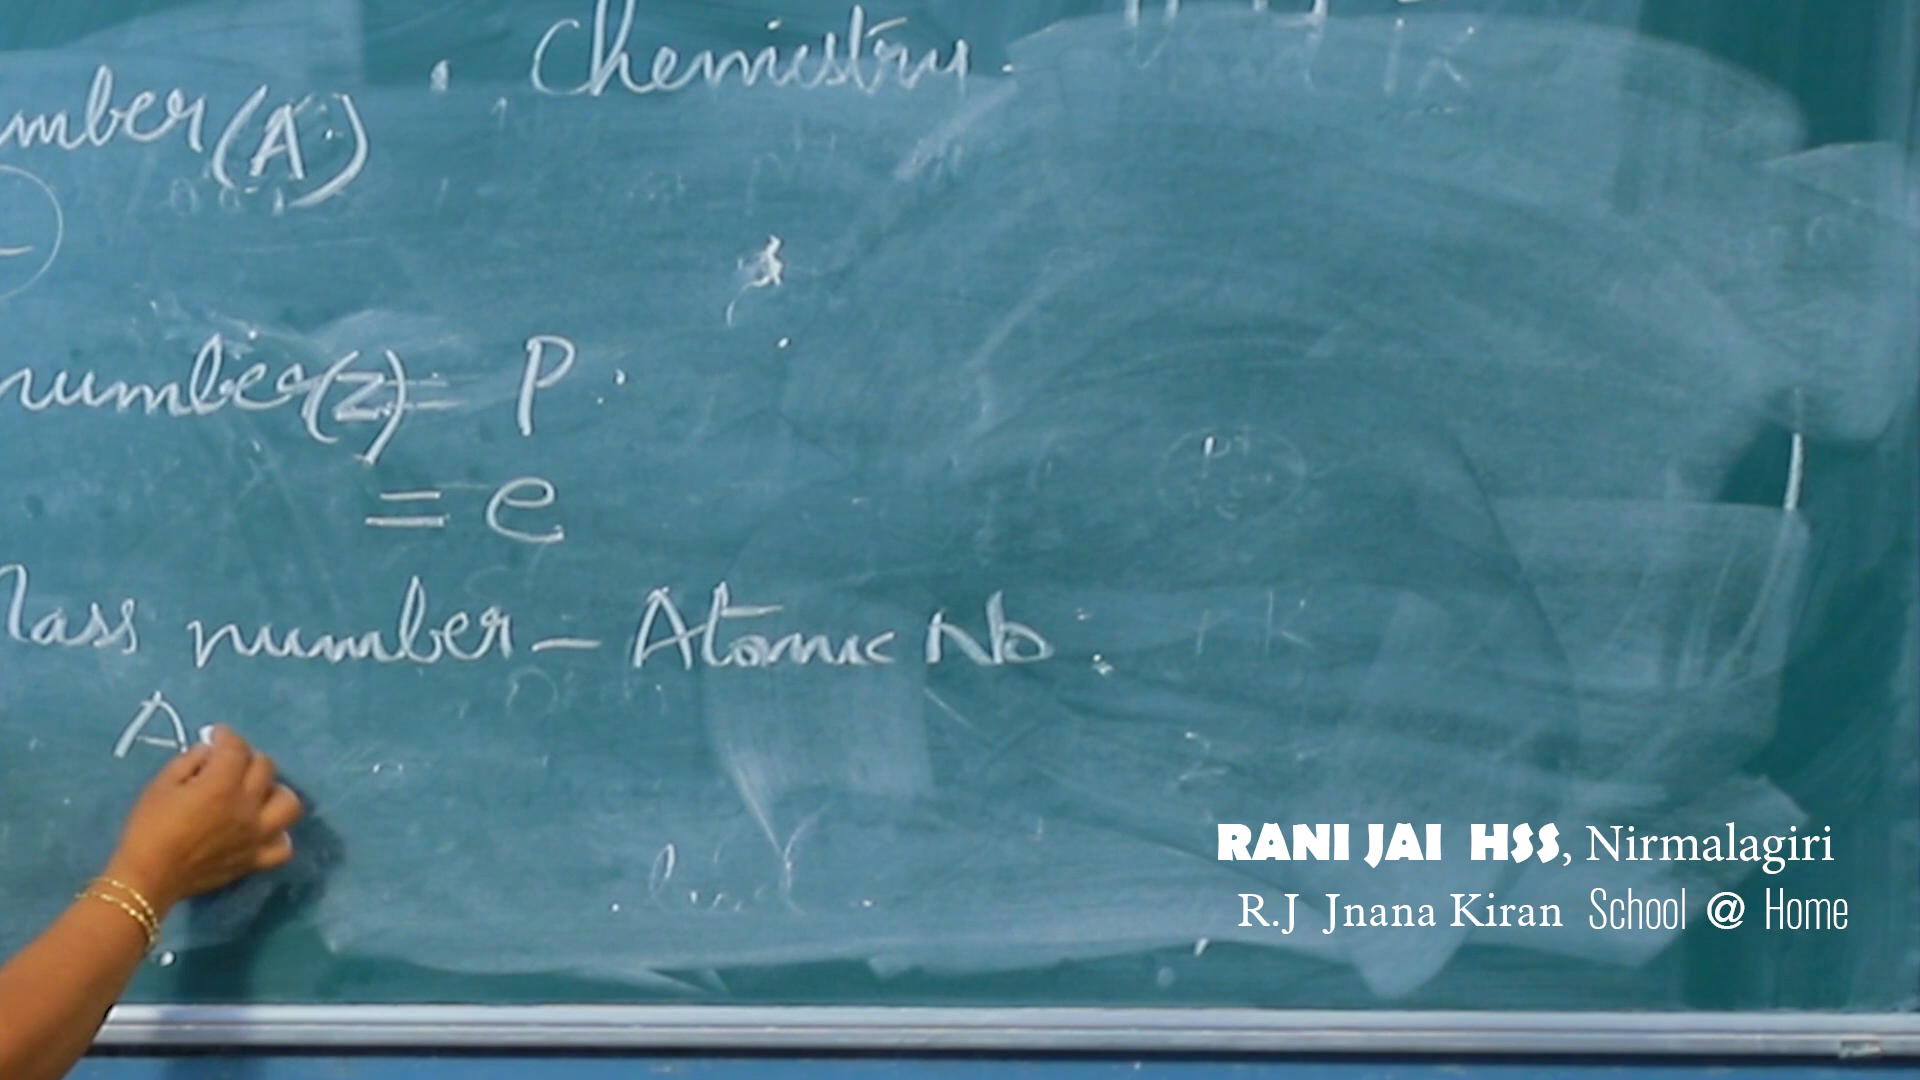 Chemistry.
mber (A)
number (Z) = P
= e
Mass number - Atomic No:
A
RANI JAI HSS, Nirmalagiri
R.J Jnana Kiran School @ Home